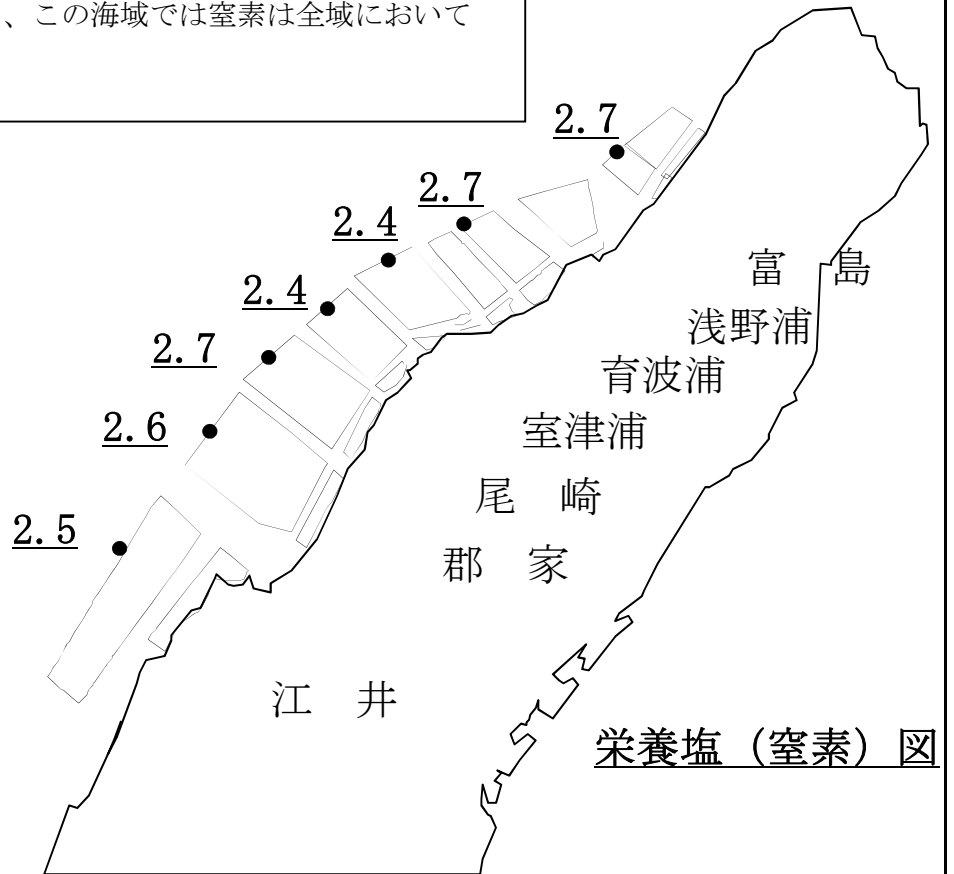 、この海域では窒素は全域において
2.7
2.7
2.4
2.4
2.7
2.6
2.5
富　島
浅野浦
育波浦
室津浦
尾　崎
郡　家
江　井
栄養塩（窒素）図